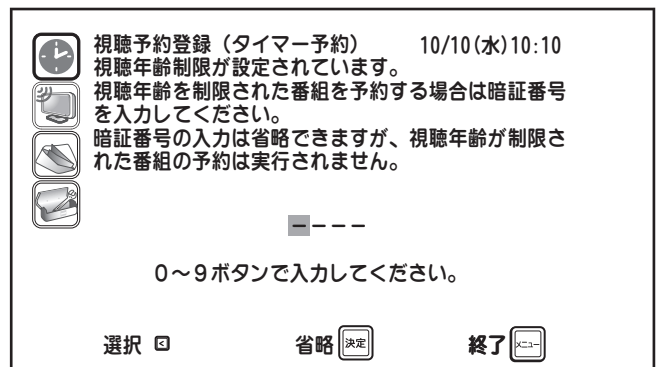 視聴予約登録（タイマー予約） 10/10(水)10:10
視聴年齢制限が設定されています。
視聴年齢を制限された番組を予約する場合は暗証番号
を入力してください。
暗証番号の入力は省略できますが、視聴年齢が制限さ
れた番組の予約は実行されません。
－－－－
０～９ボタンで入力してください。
選択 省略 決定 終了 メニュー